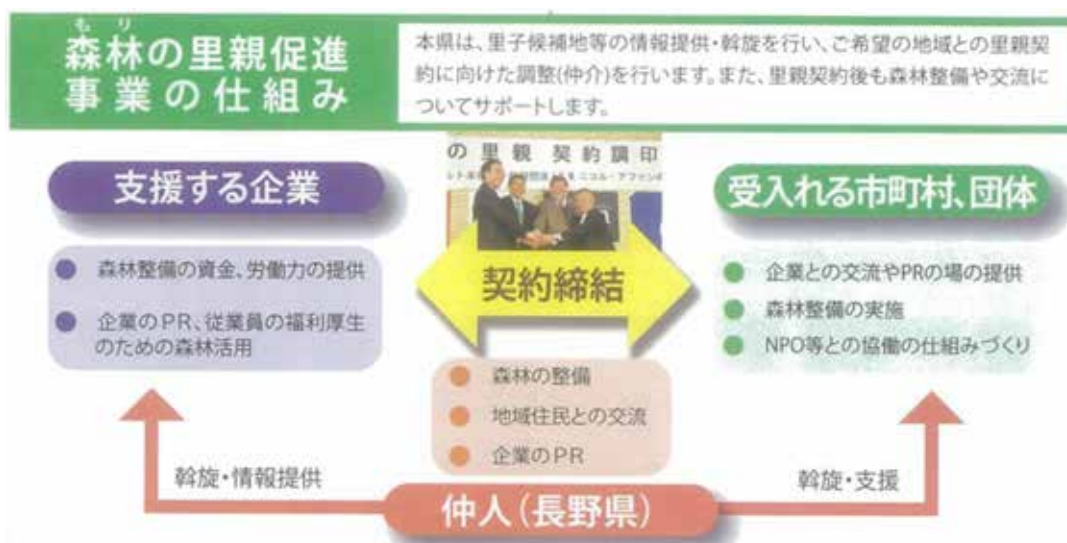 もり
森林の里親促進
事業の仕組み
本県は、里子候補地等の情報提供・斡旋を行い、ご希望の地域との里親契
約に向けた調整(仲介)を行います。また、里親契約後も森林整備や交流に
ついてサポートします。
の里親 契約調印
支援する企業
受入れる市町村、団体
森林整備の資金、労働力の提供
企業のPR、従業員の福利厚生
のための森林活用
契約締結
企業との交流やPRの場の提供
森林整備の実施
NPO等との協働の仕組みづくり
森林の整備
地域住民との交流
企業のPR
斡旋・情報提供
斡旋・支援
仲人(長野県)